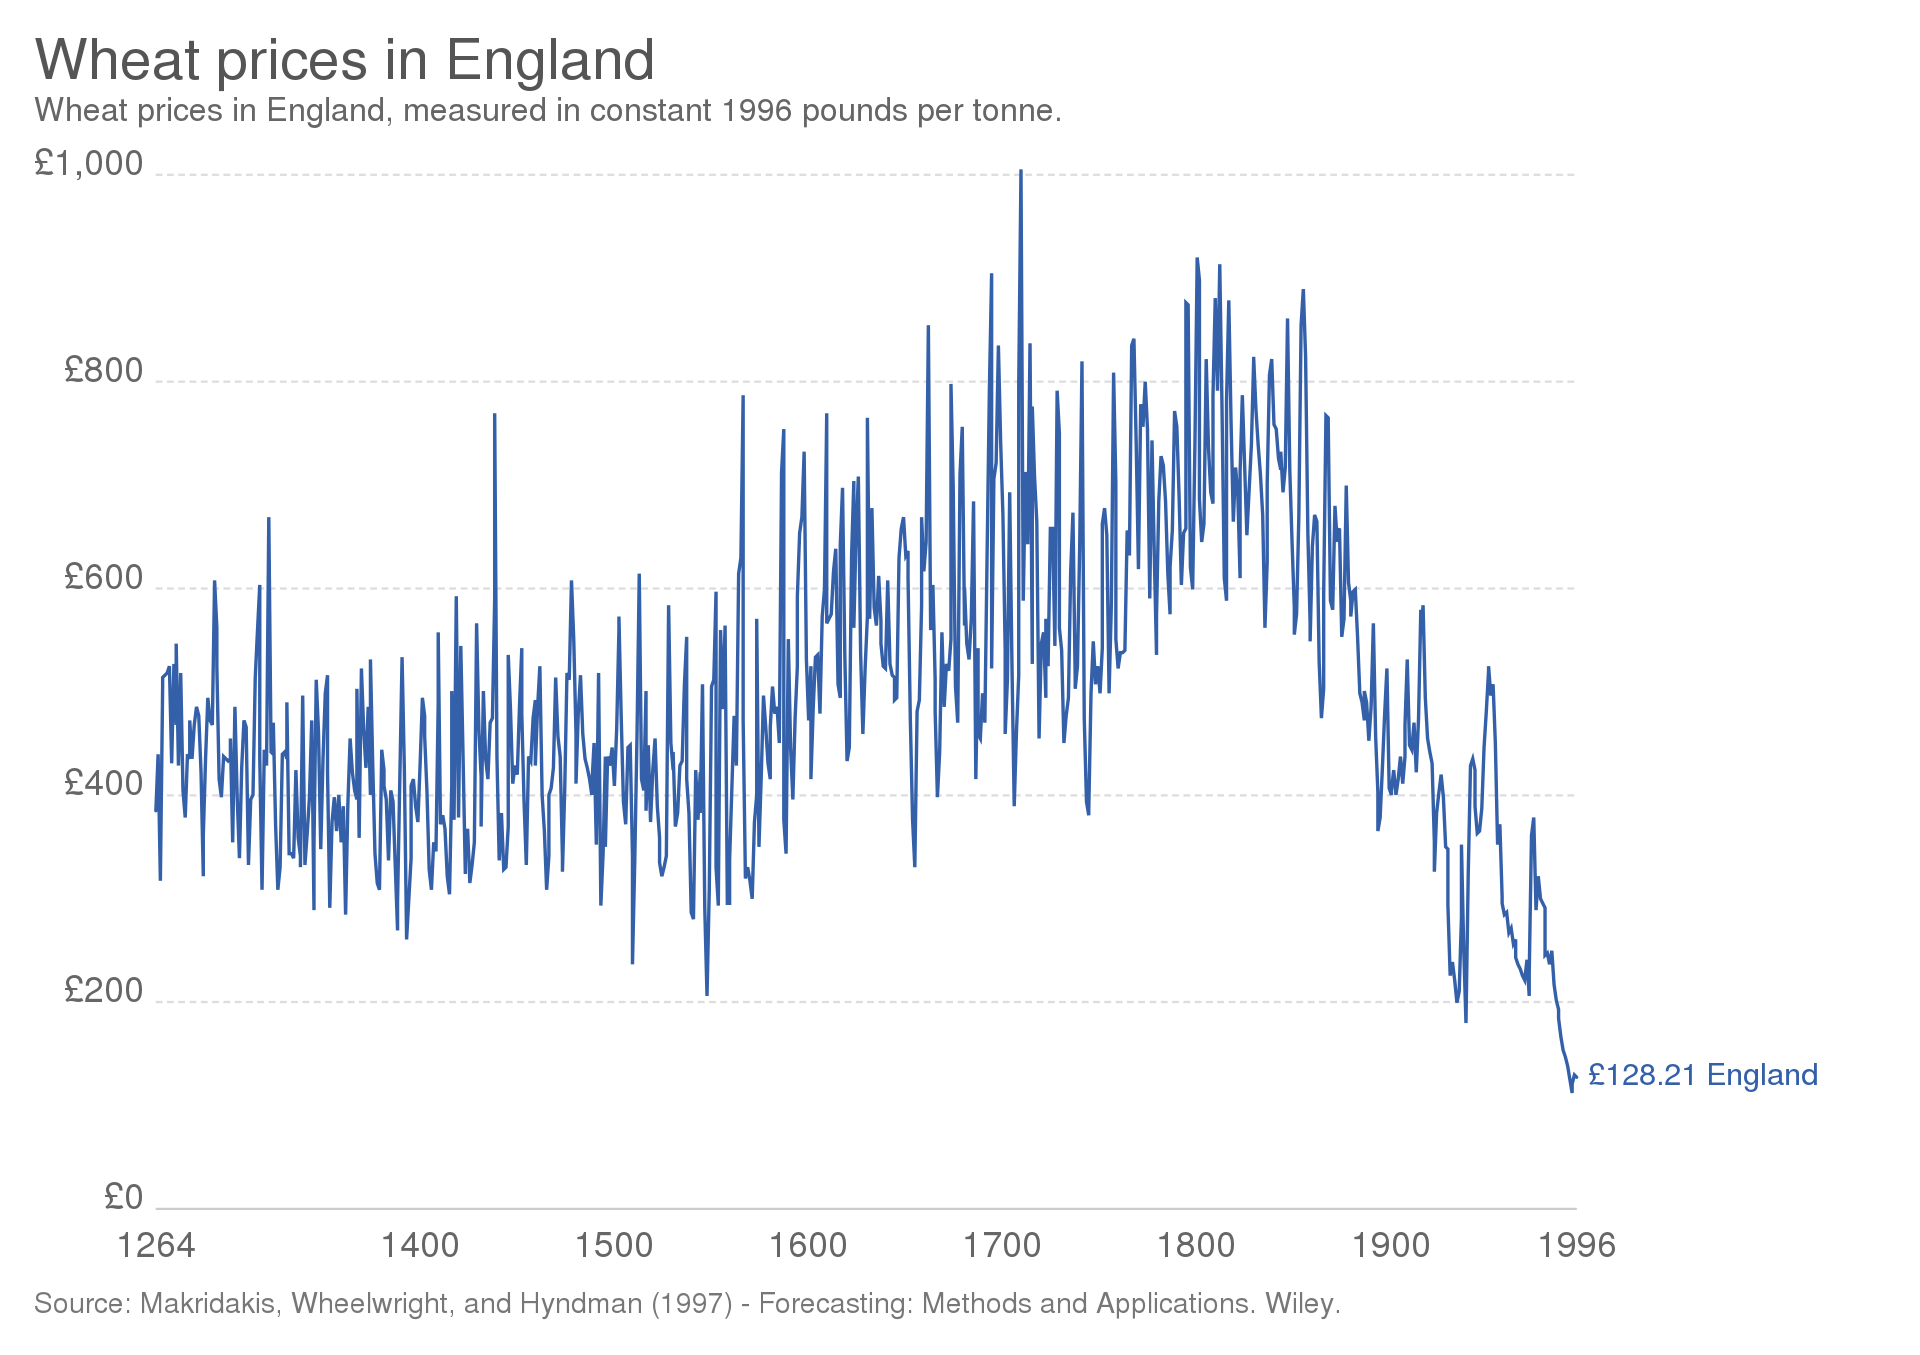 Wheat prices in England
Wheat prices in England, measured in constant 1996 pounds per tonne.
£1,000
£800
£600
£400
£200
£128.21 England
£0
1264 1400 1500 1600 1700 1800 1900 1996
Source: Makridakis, Wheelwright, and Hyndman (1997) - Forecasting: Methods and Applications. Wiley.